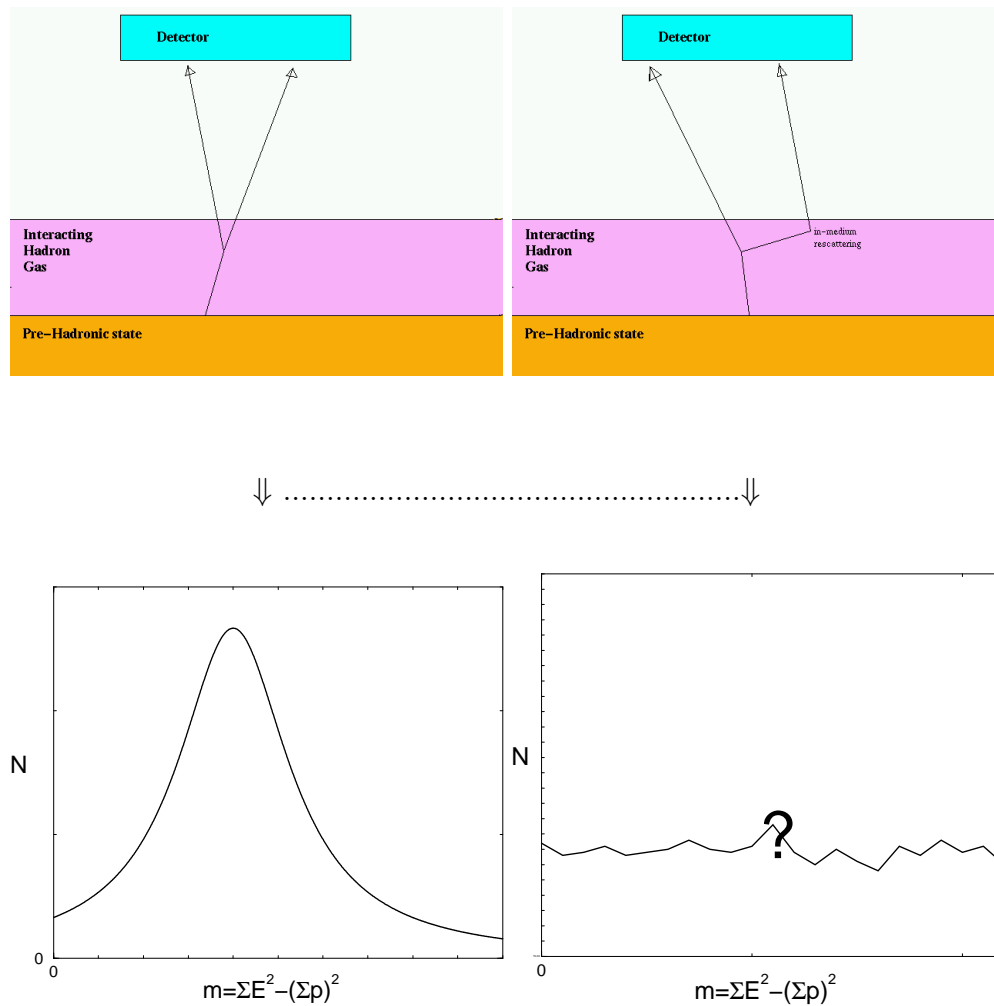 Detector
Interacting
Hadron
Gas
Pre-Hadronic state
Detector
Interacting
Hadron
Gas
in-medium
rescattering
Pre-Hadronic state
⇓ ........................................... ⇓
N
0
0
m=ΣE²-(Σp)²
N
?
0
m=ΣE²-(Σp)²